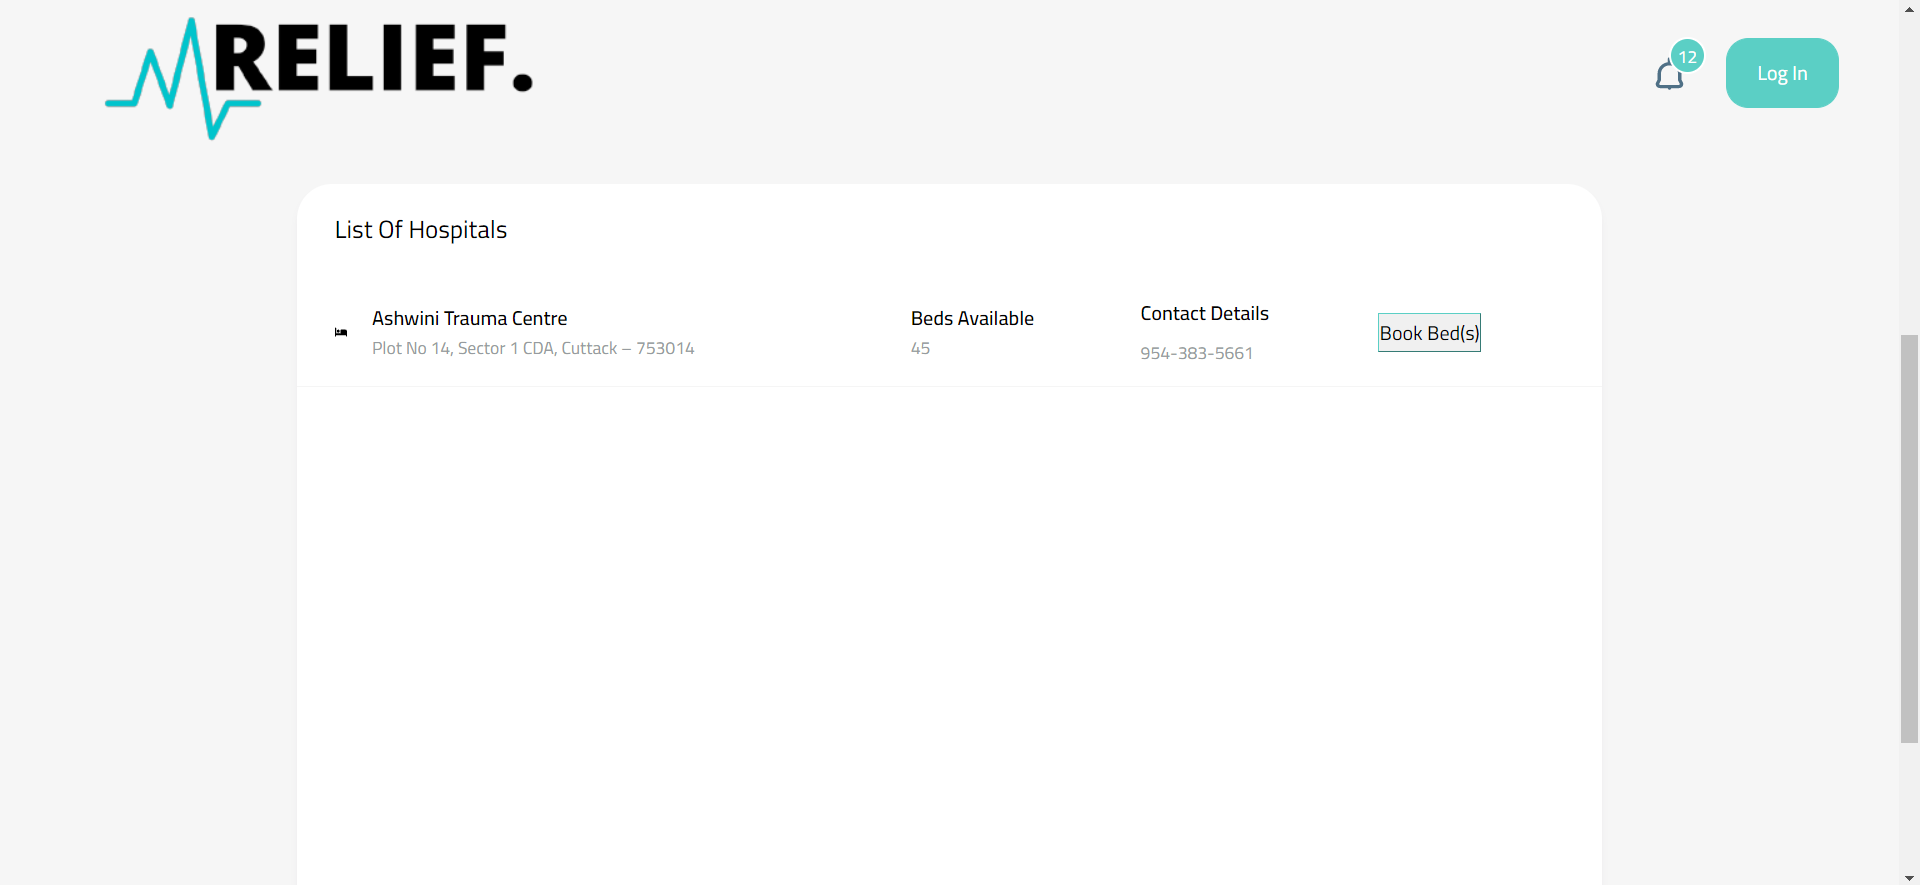 RELIEF.
12
Log In
List Of Hospitals
Ashwini Trauma Centre
Plot No 14, Sector 1 CDA, Cuttack – 753014
Beds Available
45
Contact Details
954-383-5661
Book Bed(s)